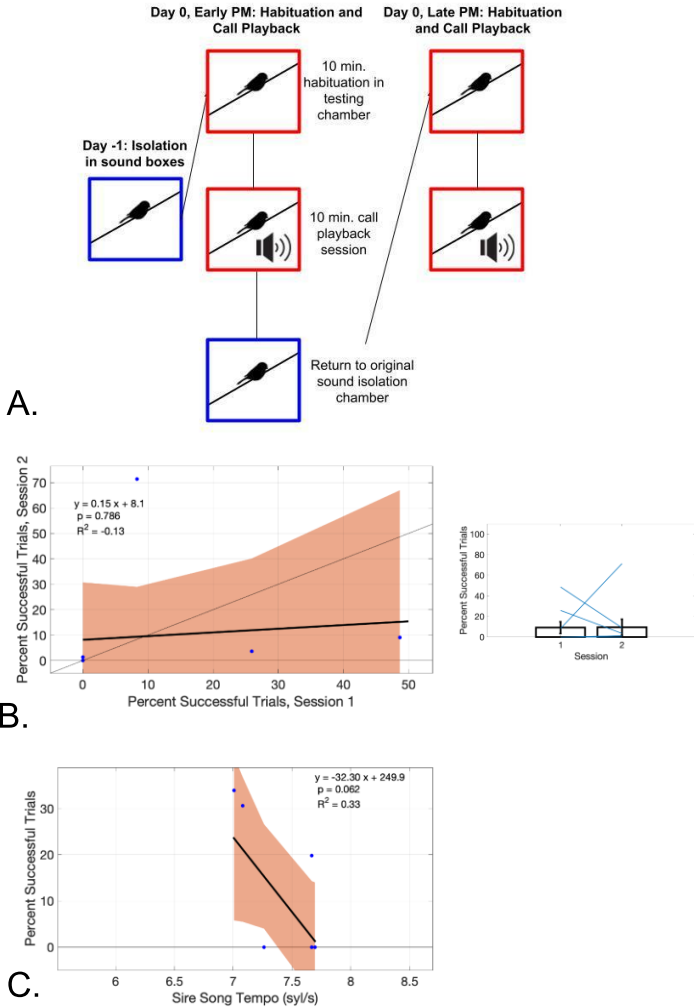 Day 0, Early PM: Habituation and
Call Playback
Day 0, Late PM: Habituation
and Call Playback
10 min.
habituation in
testing
chamber
Day -1: Isolation
in sound boxes
10 min. call
playback
session
Return to original
sound isolation
chamber
A.
Percent Successful Trials, Session 2
70
60
50
40
30
20
10
0
y = 0.15 x + 8.1
p = 0.786
R² = -0.13
0 10 20 30 40 50
Percent Successful Trials, Session 1
Percent Successful Trials
100
80
60
40
20
0
1 2
Session
B.
Percent Successful Trials
30
20
10
0
y = -32.30 x + 249.9
p = 0.062
R² = 0.33
6 6.5 7 7.5 8 8.5
Sire Song Tempo (syl/s)
C.